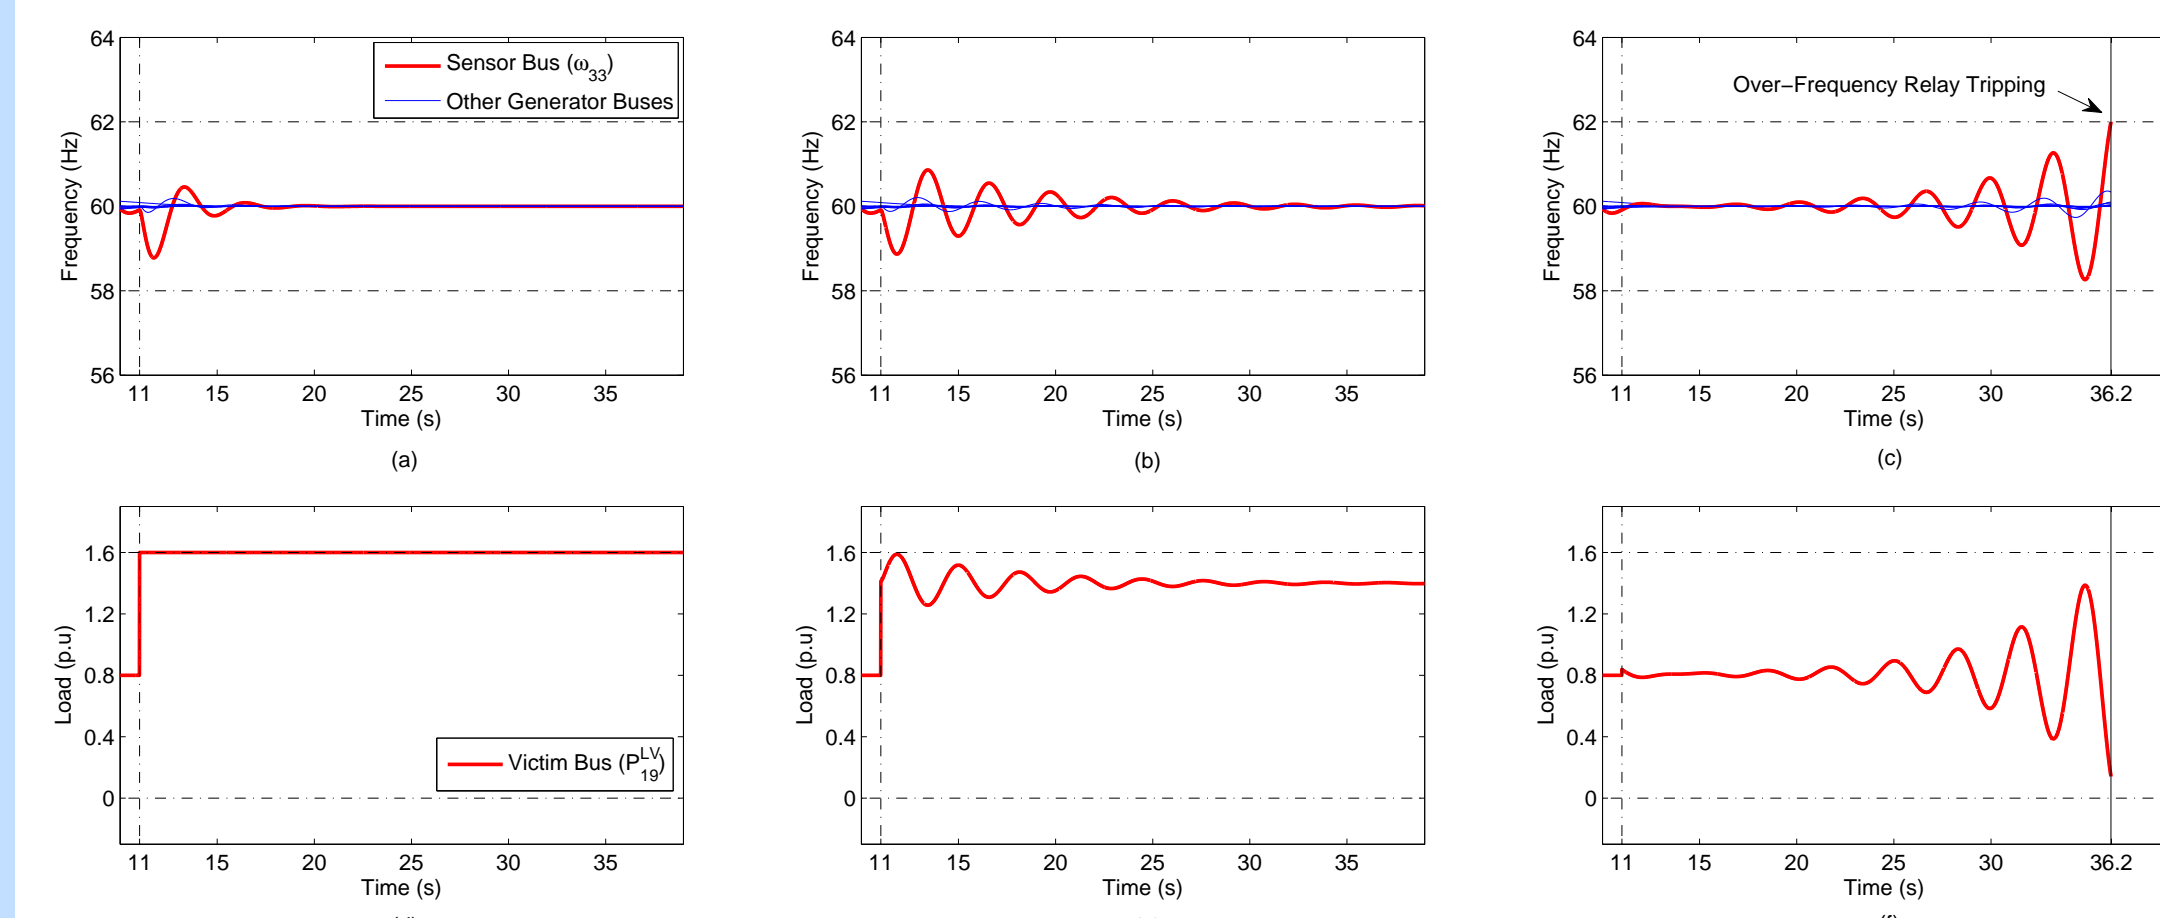 64
62
60
58
56
Frequency (Hz)
Sensor Bus (ω33)
Other Generator Buses
11 15 20 25 30 35
Time (s)
(a)
64
62
60
58
56
Frequency (Hz)
11 15 20 25 30 35
Time (s)
(b)
64
62
60
58
56
Frequency (Hz)
Over−Frequency Relay Tripping
11 15 20 25 30 36.2
Time (s)
(c)
1.6
1.2
0.8
0.4
0
Load (p.u)
Victim Bus (P19LV)
11 15 20 25 30 35
Time (s)
1.6
1.2
0.8
0.4
0
Load (p.u)
11 15 20 25 30 35
Time (s)
1.6
1.2
0.8
0.4
0
Load (p.u)
11 15 20 25 30 36.2
Time (s)